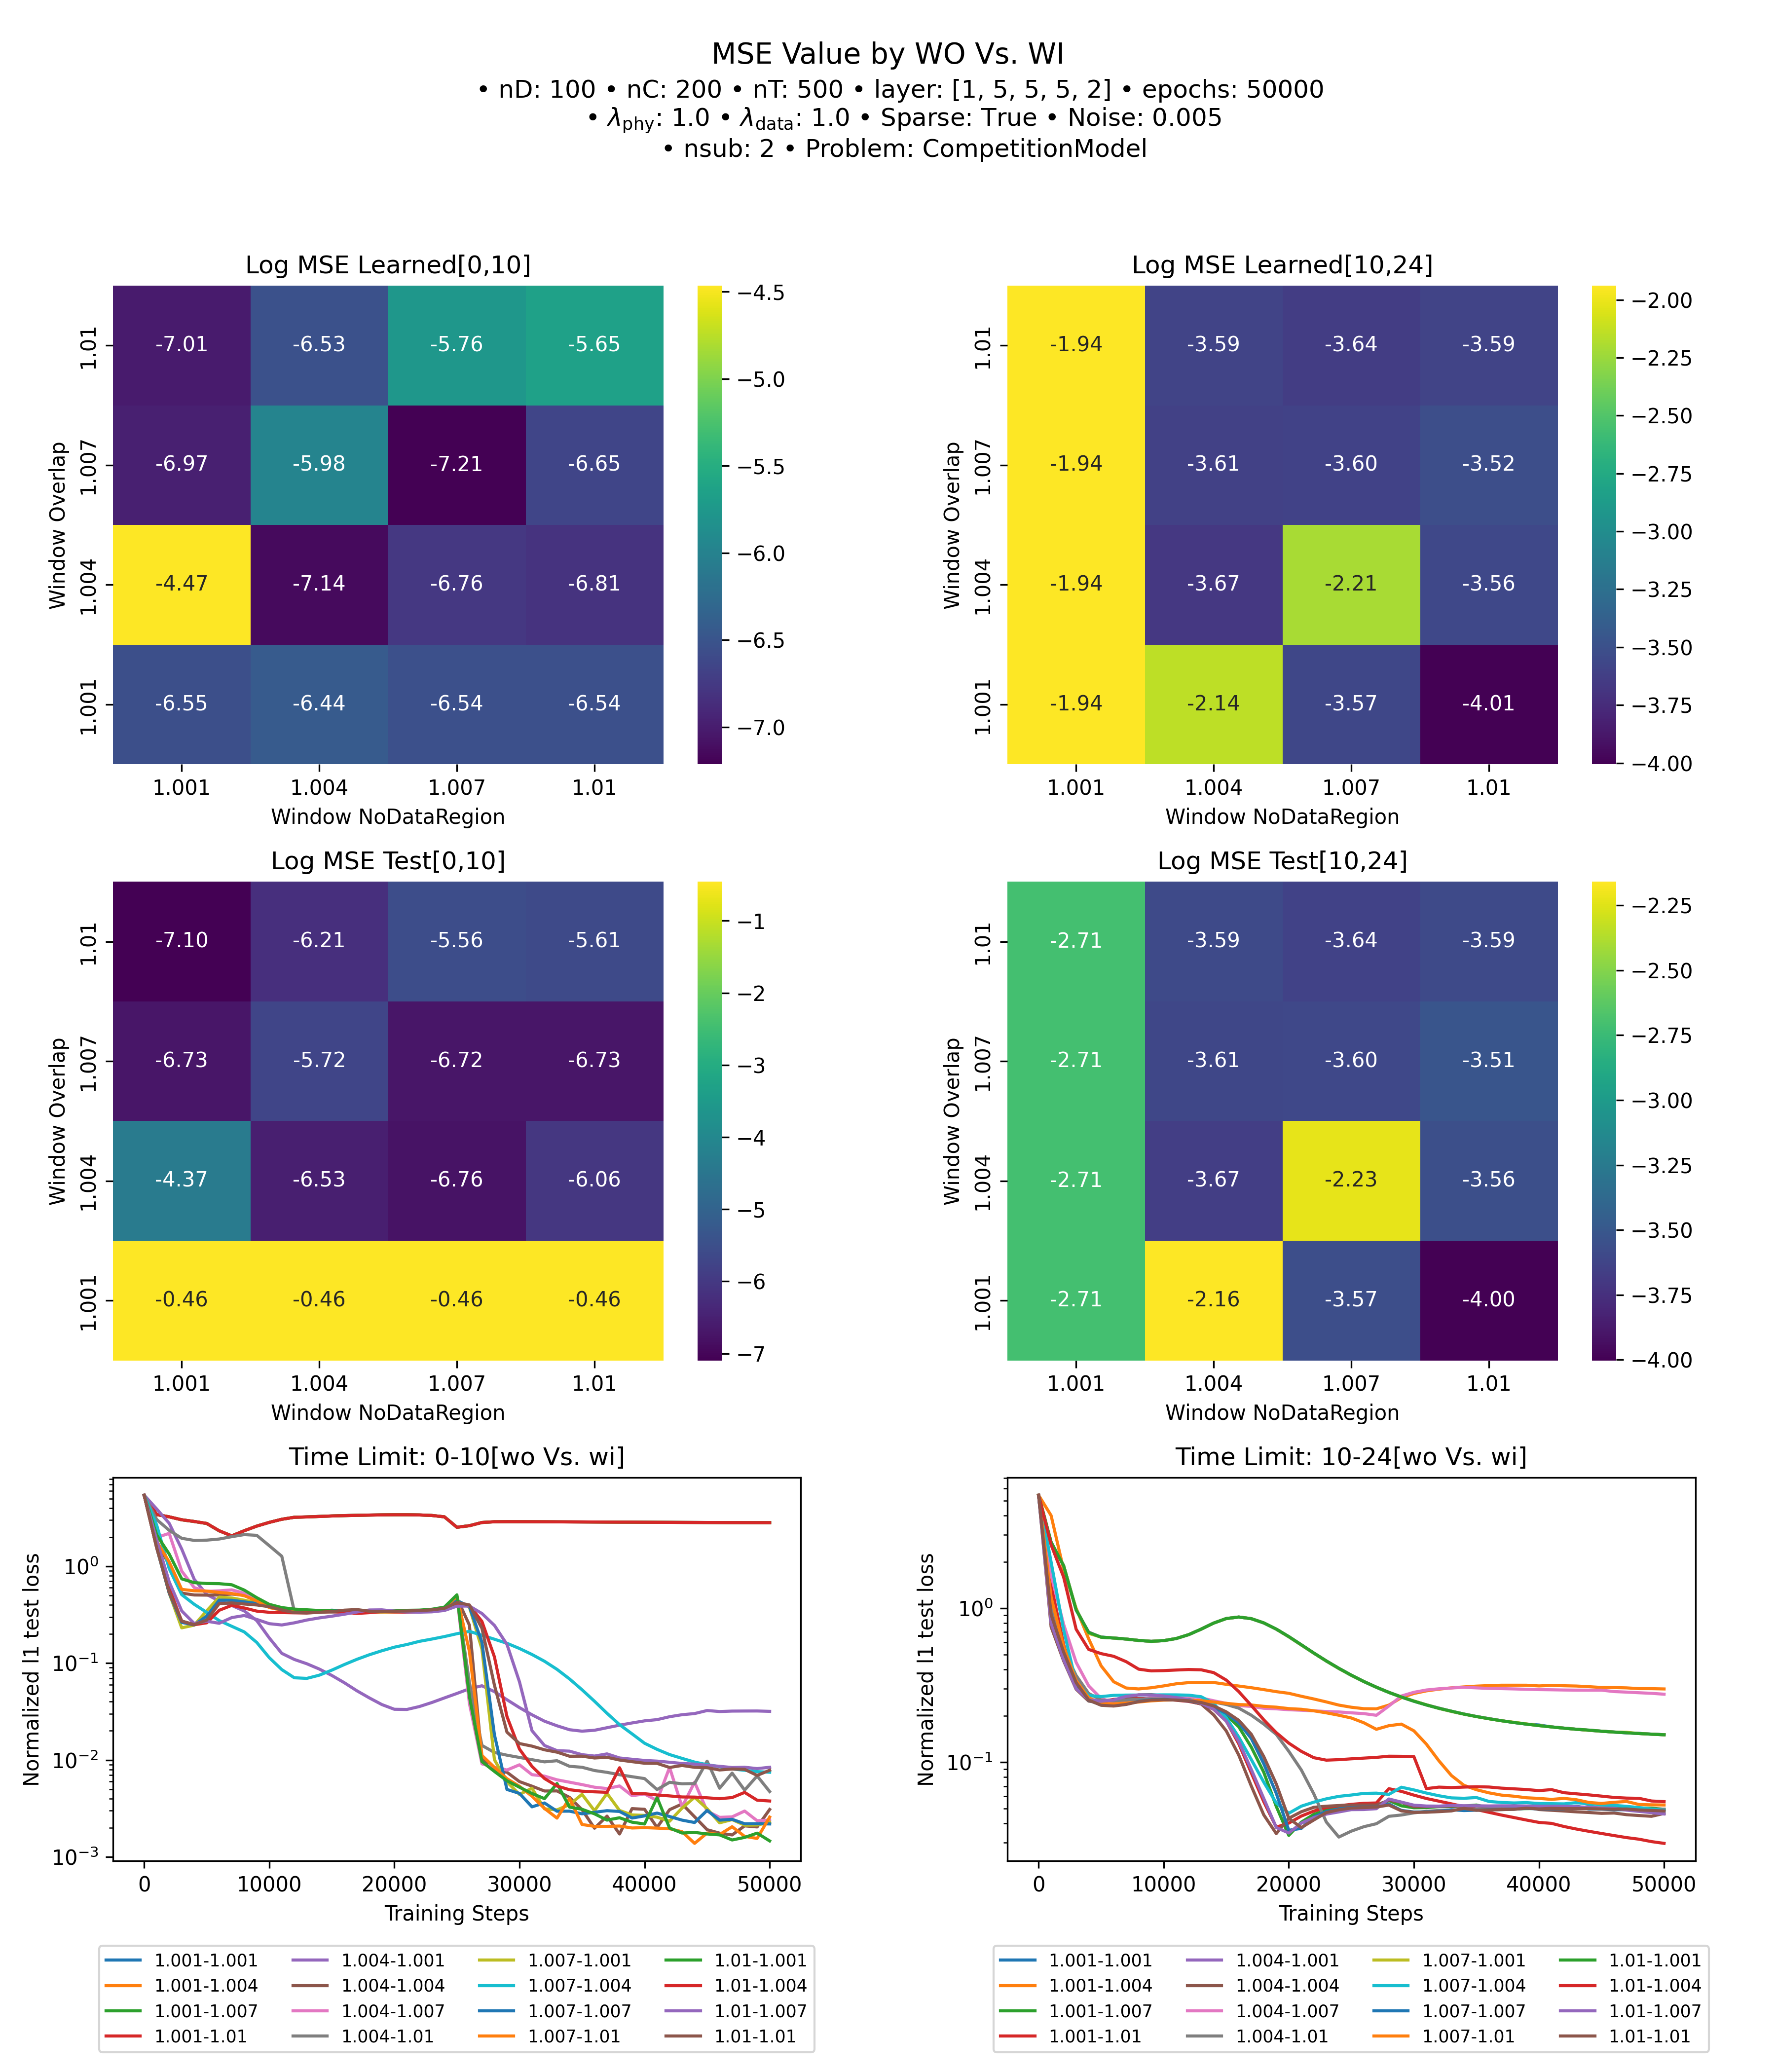 MSE Value by WO Vs. WI
• nD: 100 • nC: 200 • nT: 500 • layer: [1, 5, 5, 5, 2] • epochs: 50000
• λphy: 1.0 • λdata: 1.0 • Sparse: True • Noise: 0.005
• nsub: 2 • Problem: CompetitionModel
Log MSE Learned[0,10]
Window Overlap
1.01
1.007
1.004
1.001
-7.01 -6.53 -5.76 -5.65
-6.97 -5.98 -7.21 -6.65
-4.47 -7.14 -6.76 -6.81
-6.55 -6.44 -6.54 -6.54
1.001 1.004 1.007 1.01
Window NoDataRegion
−4.5
−5.0
−5.5
−6.0
−6.5
−7.0
Log MSE Learned[10,24]
Window Overlap
1.01
1.007
1.004
1.001
-1.94 -3.59 -3.64 -3.59
-1.94 -3.61 -3.60 -3.52
-1.94 -3.67 -2.21 -3.56
-1.94 -2.14 -3.57 -4.01
1.001 1.004 1.007 1.01
Window NoDataRegion
−2.00
−2.25
−2.50
−2.75
−3.00
−3.25
−3.50
−3.75
−4.00
Log MSE Test[0,10]
Window Overlap
1.01
1.007
1.004
1.001
-7.10 -6.21 -5.56 -5.61
-6.73 -5.72 -6.72 -6.73
-4.37 -6.53 -6.76 -6.06
-0.46 -0.46 -0.46 -0.46
1.001 1.004 1.007 1.01
Window NoDataRegion
−1
−2
−3
−4
−5
−6
−7
Log MSE Test[10,24]
Window Overlap
1.01
1.007
1.004
1.001
-2.71 -3.59 -3.64 -3.59
-2.71 -3.61 -3.60 -3.51
-2.71 -3.67 -2.23 -3.56
-2.71 -2.16 -3.57 -4.00
1.001 1.004 1.007 1.01
Window NoDataRegion
−2.25
−2.50
−2.75
−3.00
−3.25
−3.50
−3.75
−4.00
Time Limit: 0-10[wo Vs. wi]
Normalized l1 test loss
10⁰
10⁻¹
10⁻²
10⁻³
0 10000 20000 30000 40000 50000
Training Steps
1.001-1.001 1.004-1.001 1.007-1.001 1.01-1.001
1.001-1.004 1.004-1.004 1.007-1.004 1.01-1.004
1.001-1.007 1.004-1.007 1.007-1.007 1.01-1.007
1.001-1.01 1.004-1.01 1.007-1.01 1.01-1.01
Time Limit: 10-24[wo Vs. wi]
Normalized l1 test loss
10⁰
10⁻¹
0 10000 20000 30000 40000 50000
Training Steps
1.001-1.001 1.004-1.001 1.007-1.001 1.01-1.001
1.001-1.004 1.004-1.004 1.007-1.004 1.01-1.004
1.001-1.007 1.004-1.007 1.007-1.007 1.01-1.007
1.001-1.01 1.004-1.01 1.007-1.01 1.01-1.01